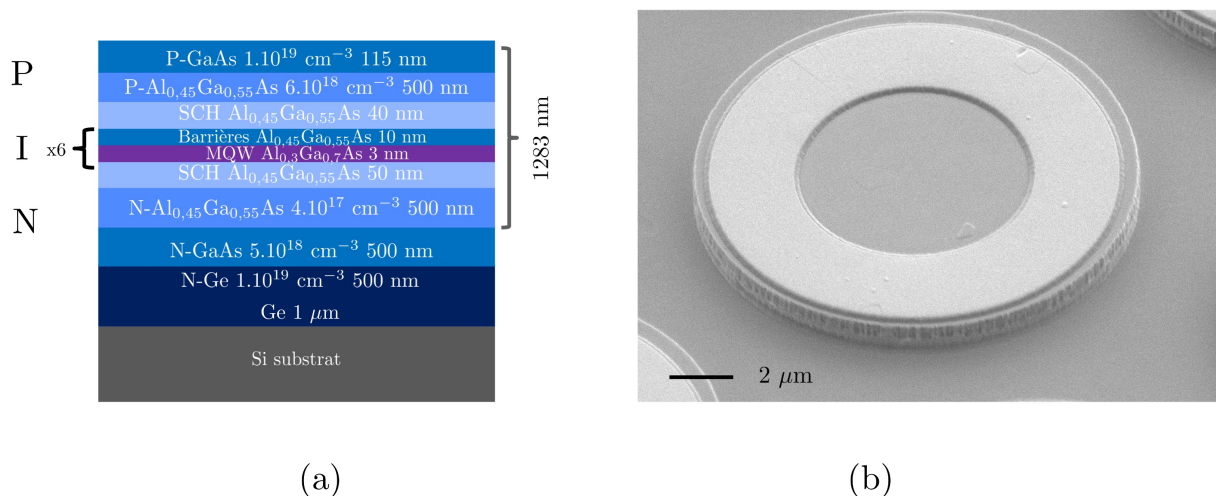 P
I
N
x6
P-GaAs 1.10¹⁹ cm⁻³ 115 nm
P-Al₀,₄₅Ga₀,₅₅As 6.10¹⁸ cm⁻³ 500 nm
SCH Al₀,₄₅Ga₀,₅₅As 40 nm
Barrières Al₀,₄₅Ga₀,₅₅As 10 nm
MQW Al₀,₃Ga₀,₇As 3 nm
SCH Al₀,₄₅Ga₀,₅₅As 50 nm
N-Al₀,₄₅Ga₀,₅₅As 4.10¹⁷ cm⁻³ 500 nm
N-GaAs 5.10¹⁸ cm⁻³ 500 nm
N-Ge 1.10¹⁹ cm⁻³ 500 nm
Ge 1 μm
Si substrat
1283 nm
2 μm
(a)
(b)